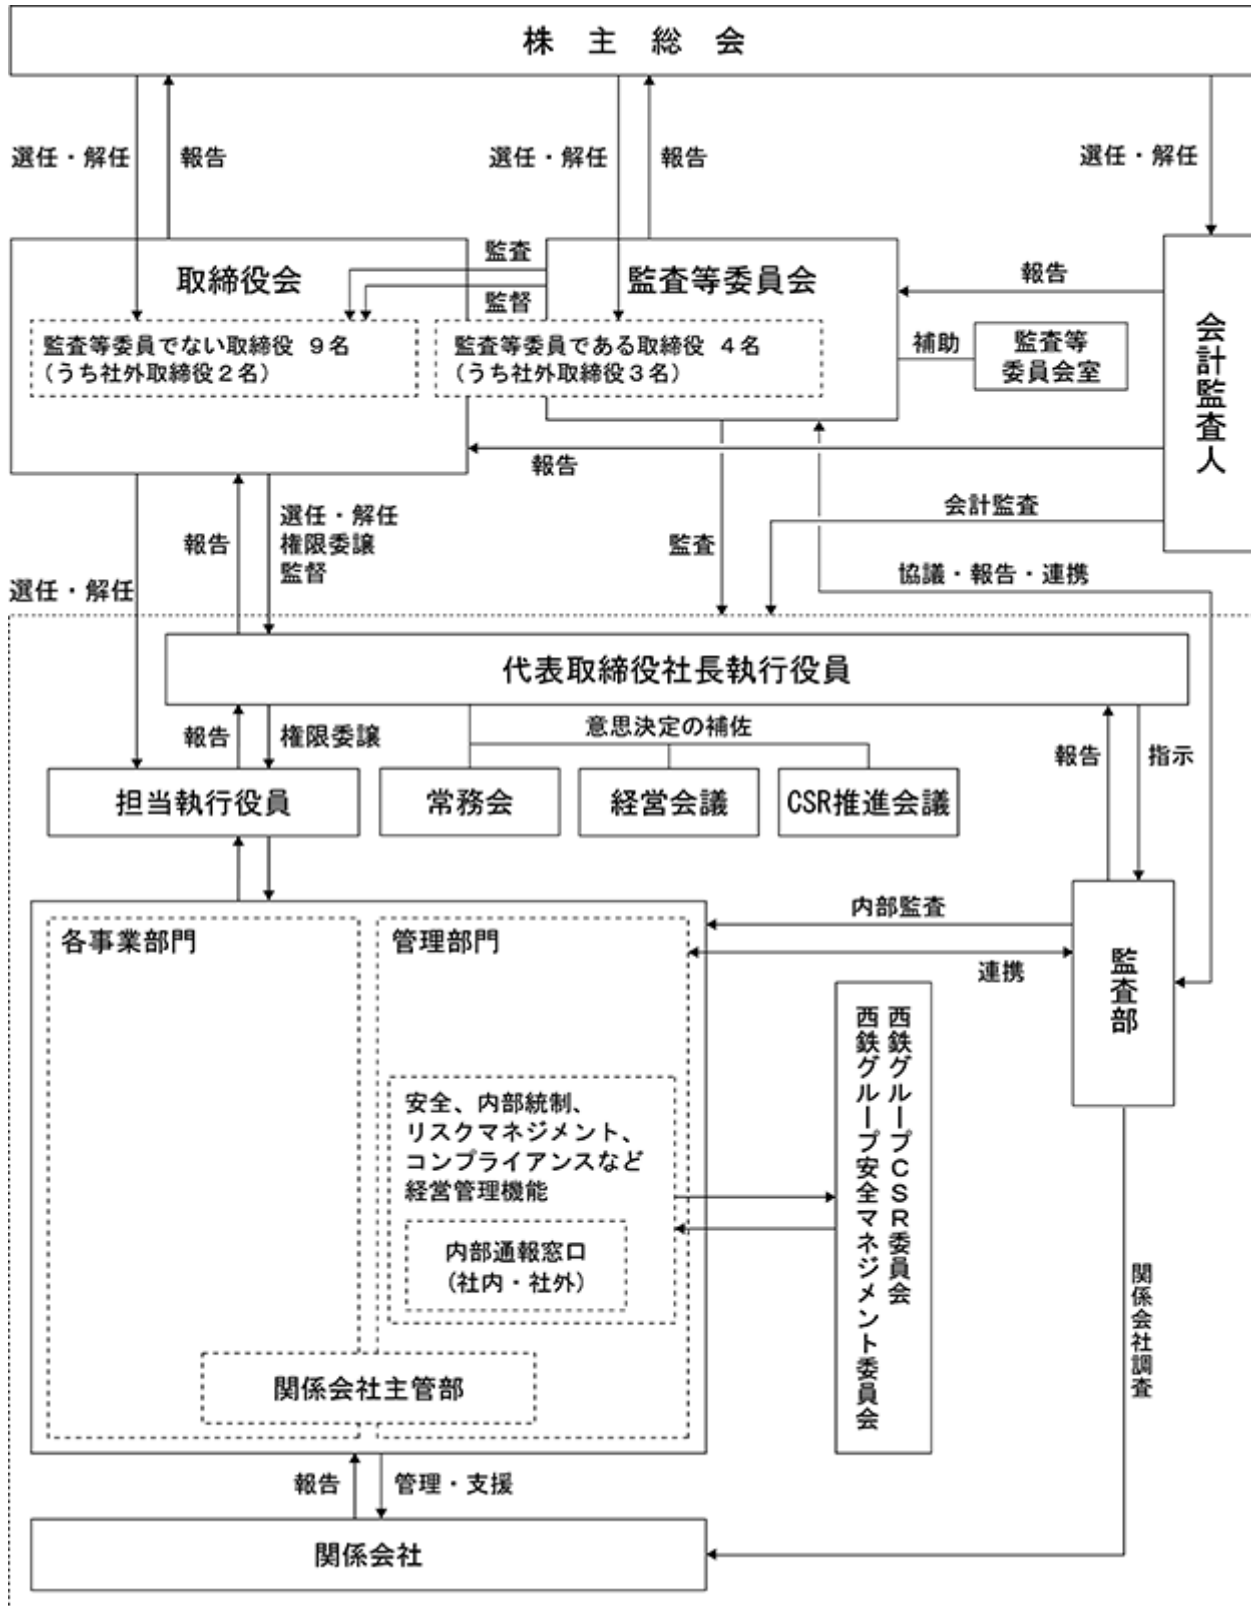 株主総会
選任・解任
報告
選任・解任
報告
選任・解任
取締役会
監査
監督
監査等委員会
報告
会計監査人
監査等委員でない取締役 9名
(うち社外取締役2名)
監査等委員である取締役 4名
(うち社外取締役3名)
補助
監査等
委員会室
報告
選任・解任
報告
選任・解任
権限委譲
監督
監査
会計監査
協議・報告・連携
代表取締役社長執行役員
報告
権限委譲
意思決定の補佐
報告
指示
担当執行役員
常務会
経営会議
CSR推進会議
各事業部門
管理部門
内部監査
連携
監査部
安全、内部統制、
リスクマネジメント、
コンプライアンスなど
経営管理機能
内部通報窓口
(社内・社外)
西鉄グループCSR委員会
西鉄グループ安全マネジメント委員会
関係会社調査
関係会社主管部
報告
管理・支援
関係会社